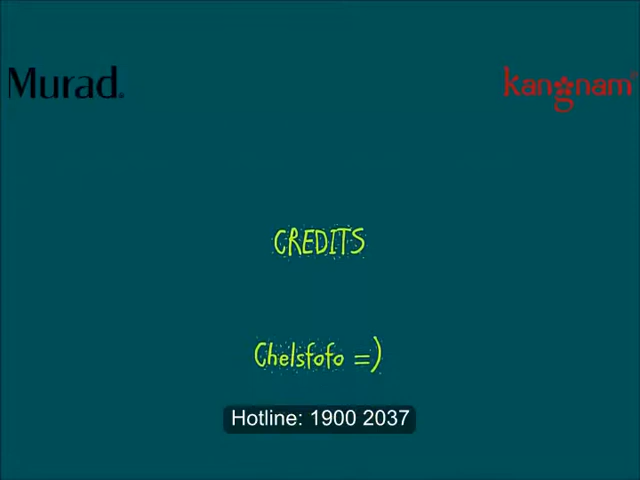 Murad.
kangnam
CREDITS
Chelsfofo =)
Hotline: 1900 2037